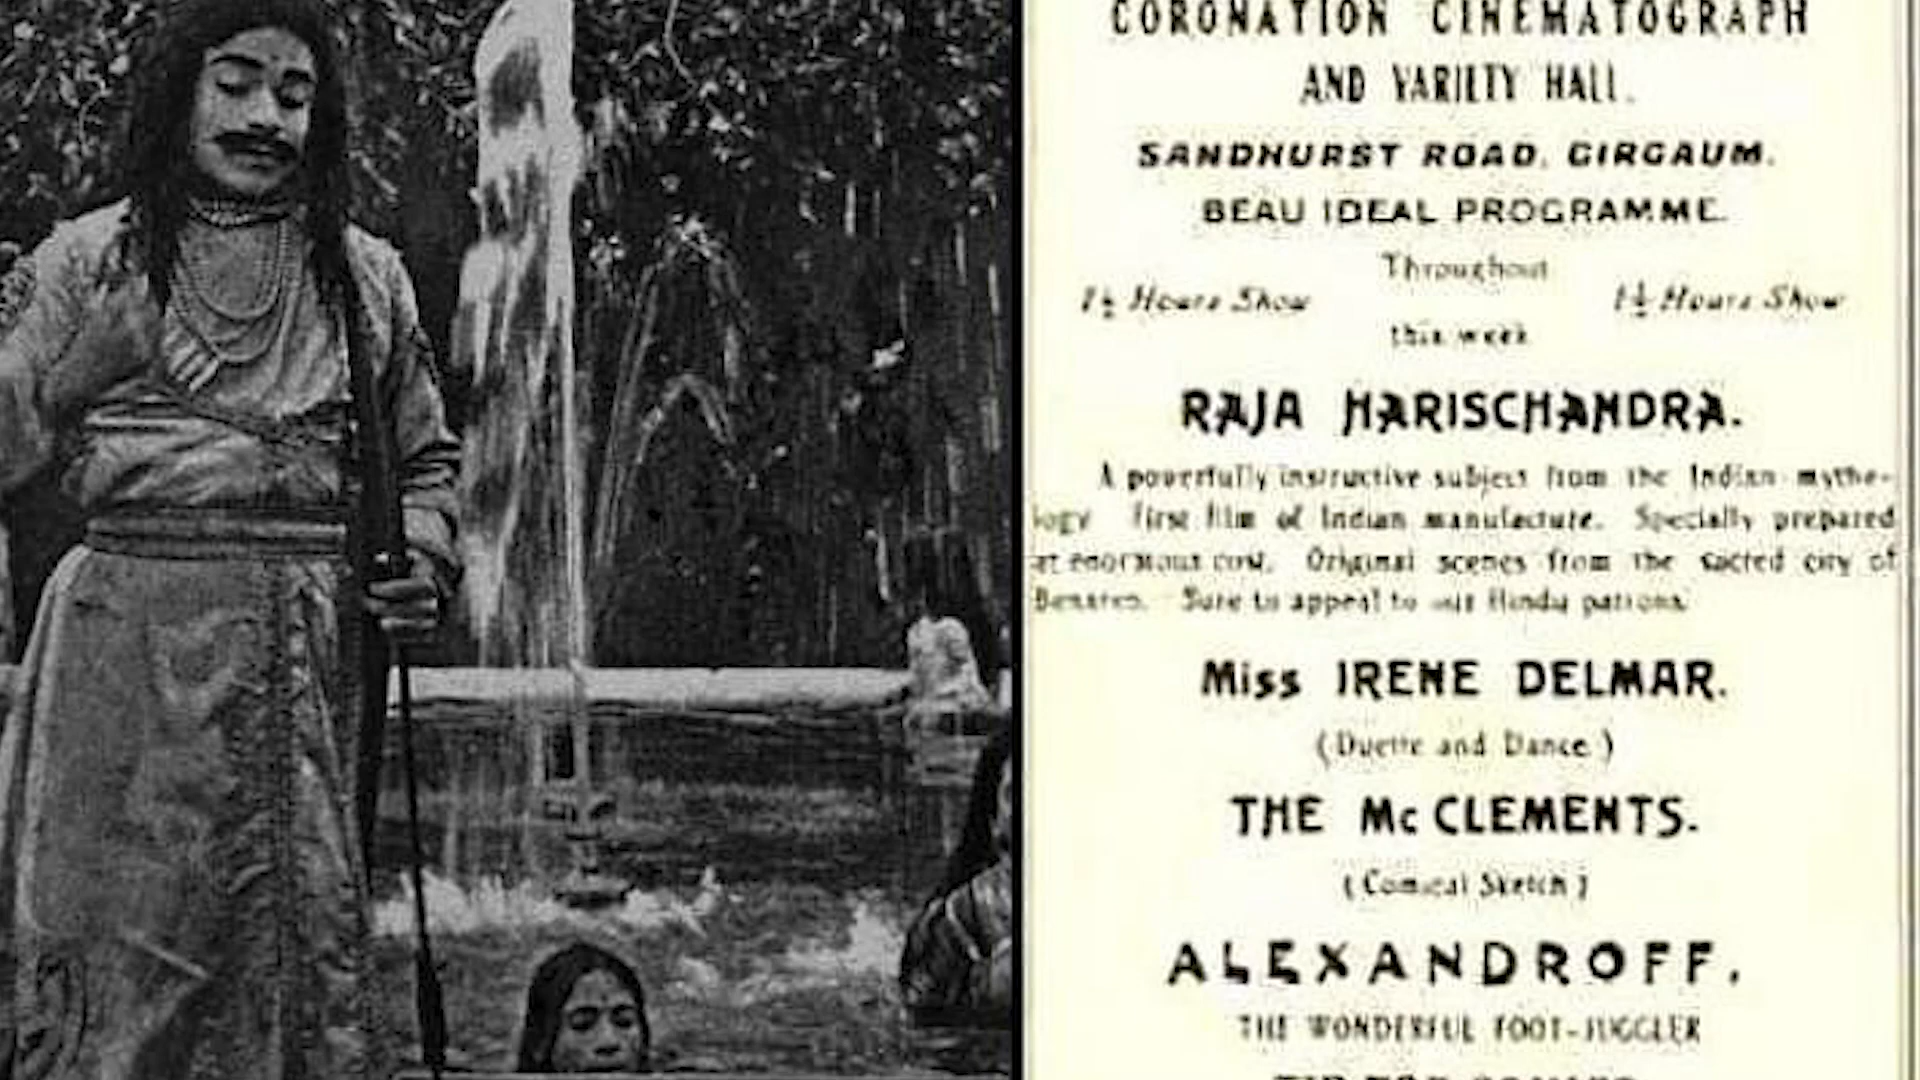 CORONATION CINEMATOGRAPH
AND VARIETY HALL.
SANDHURST ROAD, GIRGAUM.
BEAU IDEAL PROGRAMME.
Throughout
1½ Hours Show 1½ Hours Show
this week
RAJA HARISCHANDRA.
A powerfully instructive subject from the Indian mytho-
logy First film of Indian manufacture. Specially prepared
at enormous cost. Original scenes from the sacred city of
Benares. Sure to appeal to our Hindu patrons.
Miss IRENE DELMAR.
(Duette and Dance)
THE Mc CLEMENTS.
(Comical Sketch)
ALEXANDROFF,
THE WONDERFUL FOOT-JUGGLER